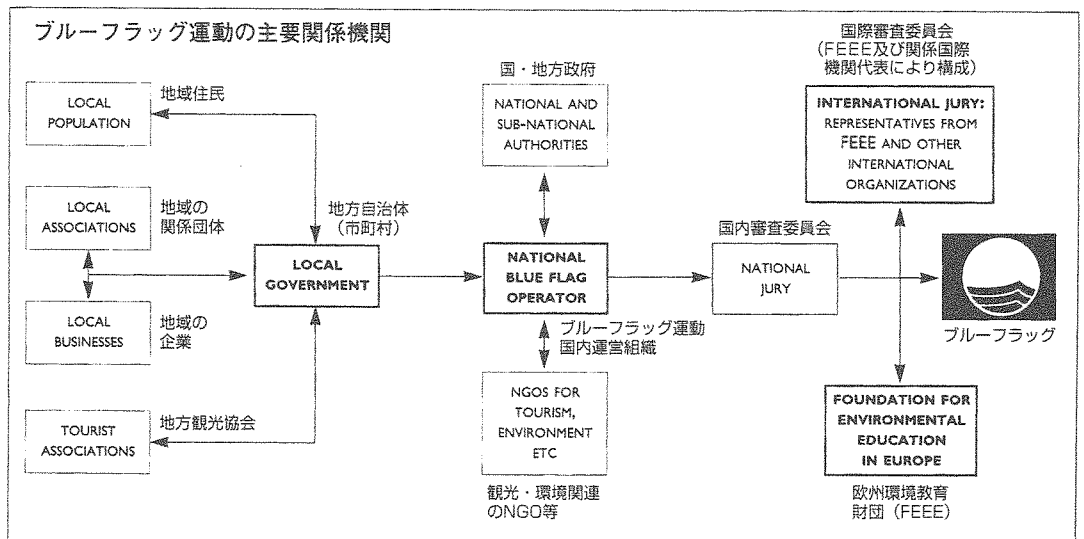 ブルーフラッグ運動の主要関係機関
LOCAL
POPULATION
地域住民
LOCAL
ASSOCIATIONS
地域の
関係団体
LOCAL
BUSINESSES
地域の
企業
TOURIST
ASSOCIATIONS
地方観光協会
地方自治体
(市町村)
LOCAL
GOVERNMENT
国・地方政府
NATIONAL AND
SUB-NATIONAL
AUTHORITIES
NATIONAL
BLUE FLAG
OPERATOR
ブルーフラッグ運動
国内運営組織
NGOS FOR
TOURISM,
ENVIRONMENT
ETC
観光・環境関連
のNGO等
国内審査委員会
NATIONAL
JURY
国際審査委員会
(FEEE及び関係国際
機関代表により構成)
INTERNATIONAL JURY:
REPRESENTATIVES FROM
FEEE AND OTHER
INTERNATIONAL
ORGANIZATIONS
ブルーフラッグ
FOUNDATION FOR
ENVIRONMENTAL
EDUCATION
IN EUROPE
欧州環境教育
財団(FEEE)